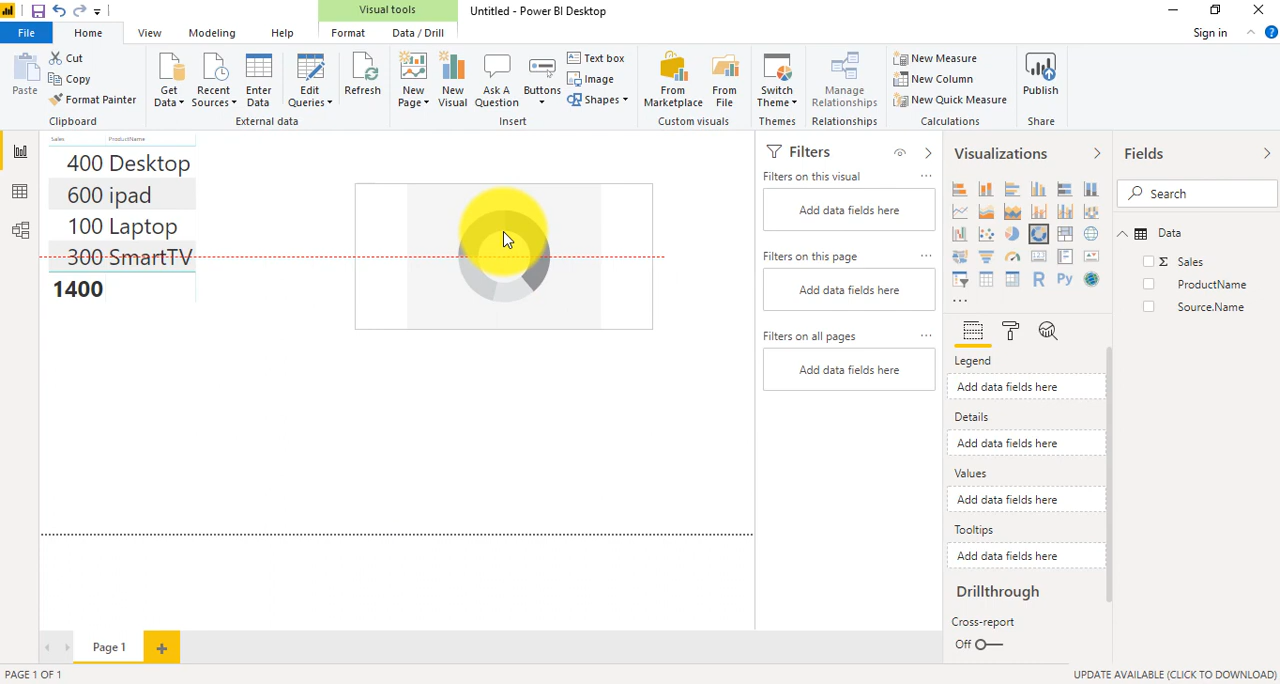 Visual tools
Untitled - Power BI Desktop
File
Home
View
Modeling
Help
Format
Data / Drill
Sign in
Paste
Cut
Copy
Format Painter
Clipboard
Get Data
Recent Sources
Enter Data
Edit Queries
Refresh
External data
New Page
New Visual
Ask A Question
Buttons
Text box
Image
Shapes
Insert
From Marketplace
From File
Custom visuals
Switch Theme
Themes
Manage Relationships
Relationships
New Measure
New Column
New Quick Measure
Calculations
Publish
Share
Sales ProductName
400 Desktop
600 ipad
100 Laptop
300 SmartTV
1400
Filters
Filters on this visual ...
Add data fields here
Filters on this page ...
Add data fields here
Filters on all pages ...
Add data fields here
Visualizations
R Py
...
Legend
Add data fields here
Details
Add data fields here
Values
Add data fields here
Tooltips
Add data fields here
Drillthrough
Cross-report
Off
Fields
Search
Data
Σ Sales
ProductName
Source.Name
Page 1
PAGE 1 OF 1
UPDATE AVAILABLE (CLICK TO DOWNLOAD)